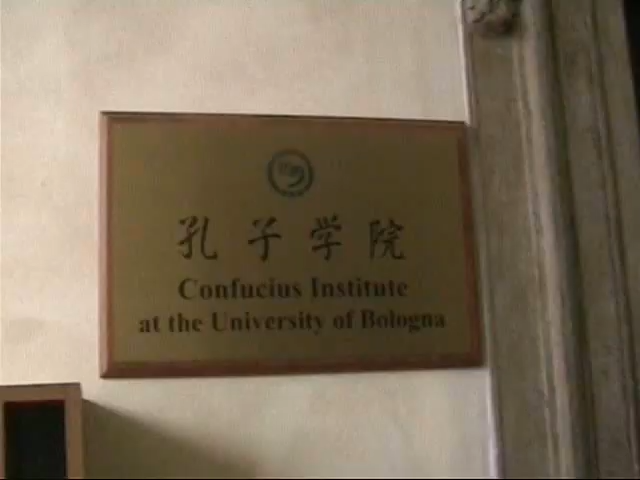 孔子学院
Confucius Institute
at the University of Bologna